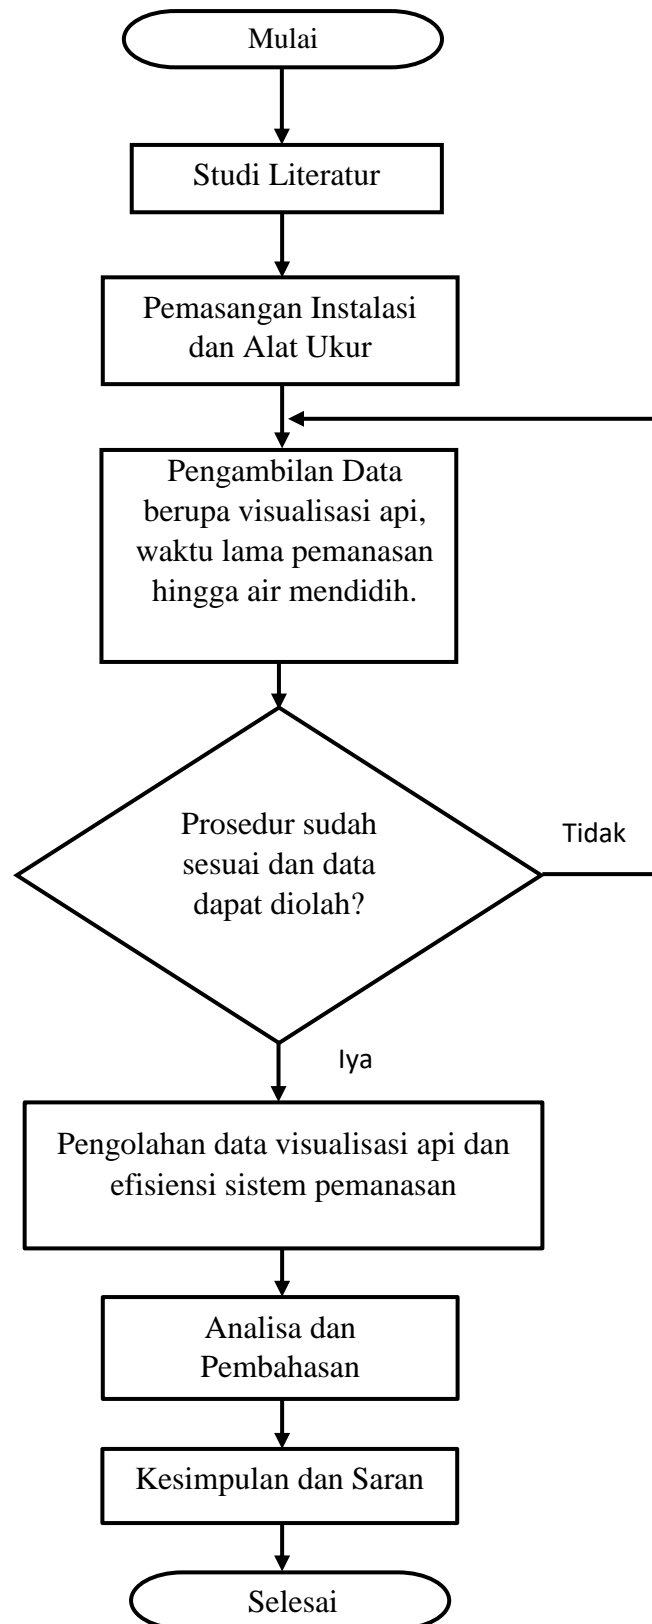 Mulai
Studi Literatur
Pemasangan Instalasi
dan Alat Ukur
Pengambilan Data
berupa visualisasi api,
waktu lama pemanasan
hingga air mendidih.
Prosedur sudah
sesuai dan data
dapat diolah?
Tidak
Iya
Pengolahan data visualisasi api dan
efisiensi sistem pemanasan
Analisa dan
Pembahasan
Kesimpulan dan Saran
Selesai